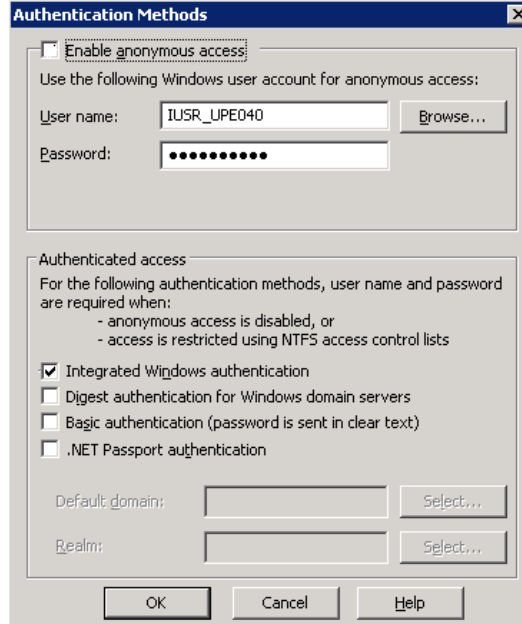 Authentication Methods
Enable anonymous access
Use the following Windows user account for anonymous access:
User name:
IUSR_UPE040
Browse...
Password:
●●●●●●●●●●
Authenticated access
For the following authentication methods, user name and password
are required when:
- anonymous access is disabled, or
- access is restricted using NTFS access control lists
Integrated Windows authentication
Digest authentication for Windows domain servers
Basic authentication (password is sent in clear text)
.NET Passport authentication
Default domain:
Select...
Realm:
Select...
OK
Cancel
Help